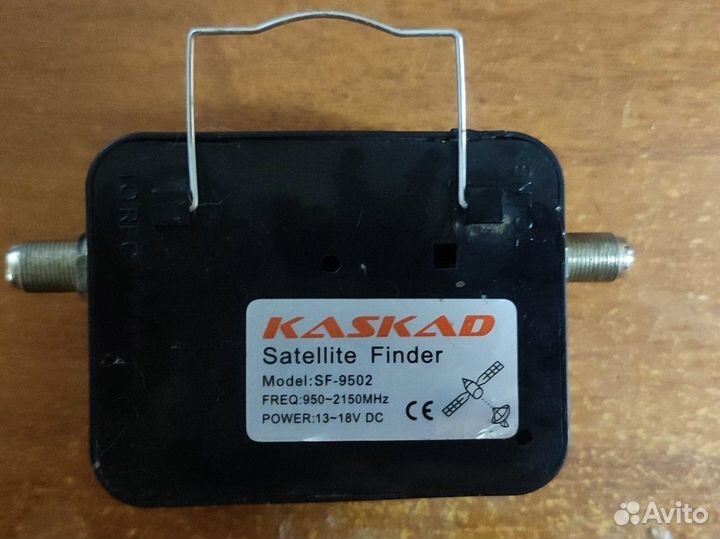 KASKAD
Satellite Finder
Model:SF-9502
FREQ:950~2150MHz
POWER:13~18V DC
CE
Avito